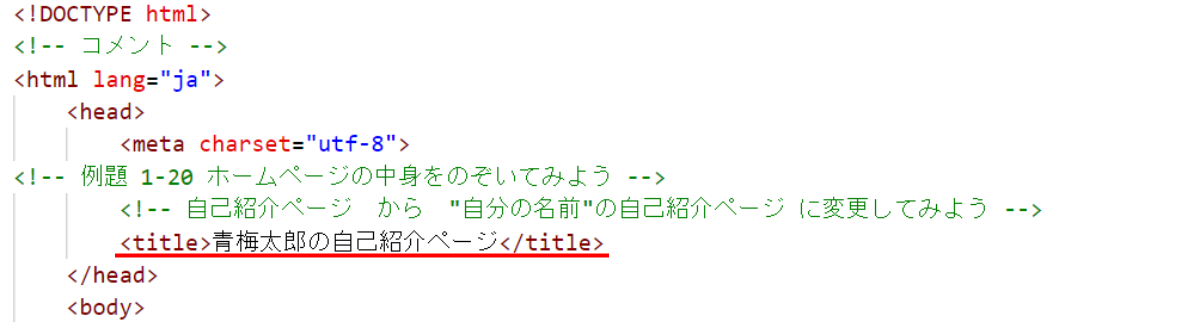 <!DOCTYPE html>
<!-- コメント -->
<html lang="ja">
<head>
<meta charset="utf-8">
<!-- 例題 1-20 ホームページの中身をのぞいてみよう -->
<!-- 自己紹介ページ　から　"自分の名前"の自己紹介ページ に変更してみよう -->
<title>青梅太郎の自己紹介ページ</title>
</head>
<body>